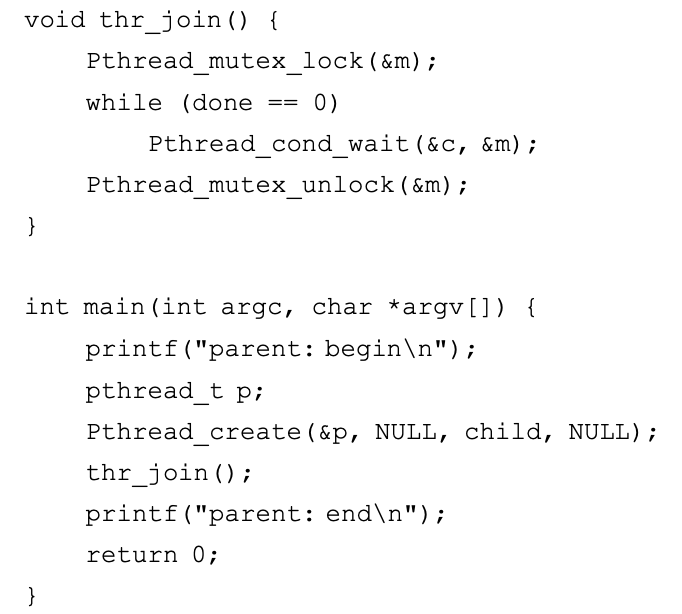 void thr_join() {
    Pthread_mutex_lock(&m);
    while (done == 0)
        Pthread_cond_wait(&c, &m);
    Pthread_mutex_unlock(&m);
}

int main(int argc, char *argv[]) {
    printf("parent: begin\n");
    pthread_t p;
    Pthread_create(&p, NULL, child, NULL);
    thr_join();
    printf("parent: end\n");
    return 0;
}